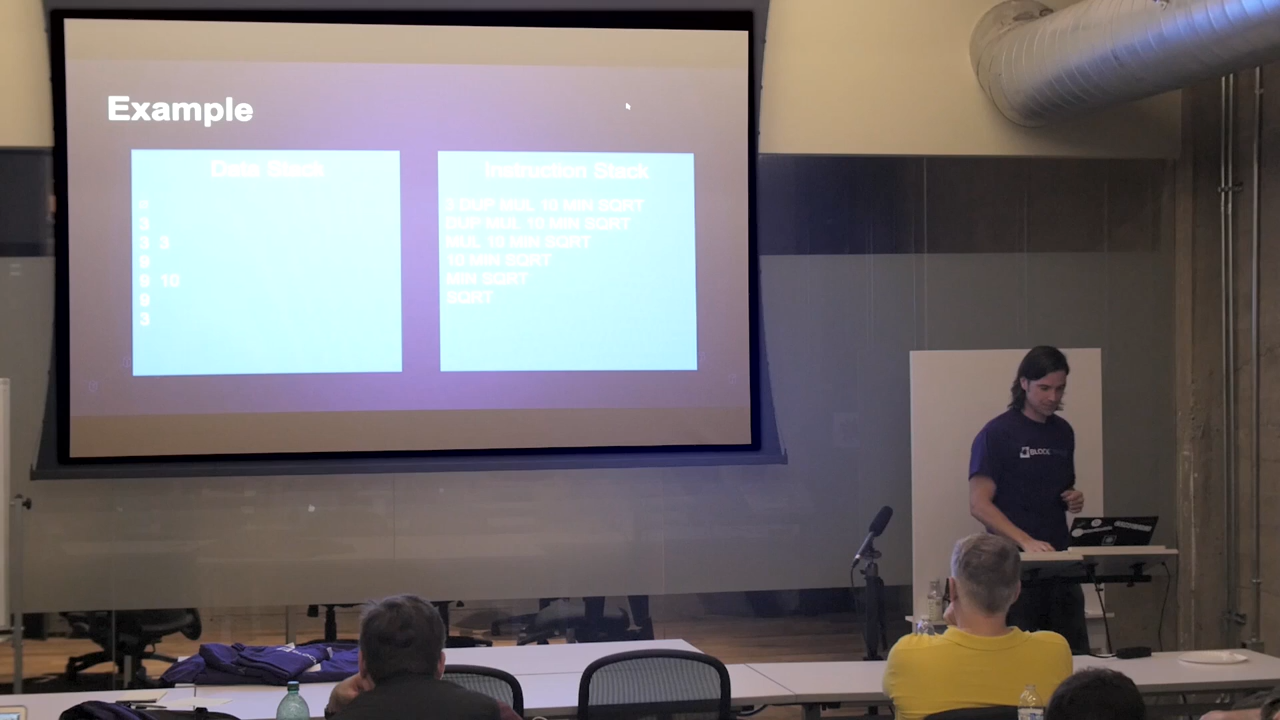 Example
Data Stack
=
3
3 3
9
9 10
9
3
Instruction Stack
3 DUP MUL 10 MIN SQRT
DUP MUL 10 MIN SQRT
MUL 10 MIN SQRT
10 MIN SQRT
MIN SQRT
SQRT
BLOCK